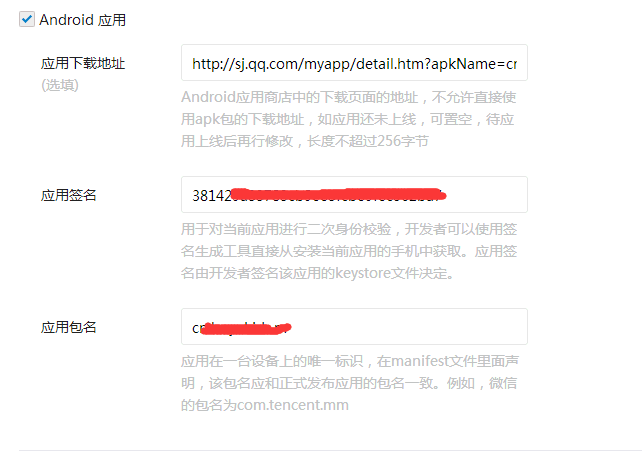 Android 应用
应用下载地址
(选填)
http://sj.qq.com/myapp/detail.htm?apkName=cr
Android应用商店中的下载页面的地址，不允许直接使
用apk包的下载地址，如应用还未上线，可置空，待应
用上线后再行修改，长度不超过256字节
应用签名
38142
用于对当前应用进行二次身份校验，开发者可以使用签
名生成工具直接从安装当前应用的手机中获取。应用签
名由开发者签名该应用的keystore文件决定。
应用包名
应用在一台设备上的唯一标识，在manifest文件里面声
明，该包名应和正式发布应用的包名一致。例如，微信
的包名为com.tencent.mm